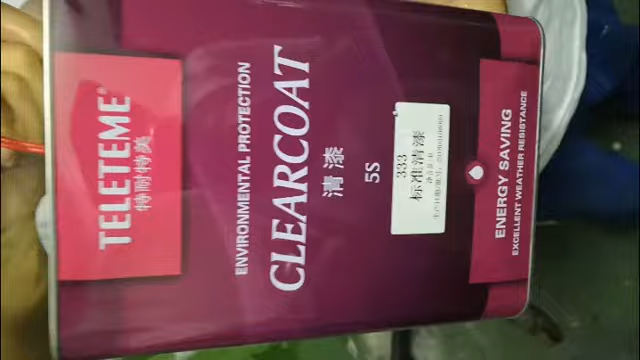 TELETEME®
特耐特美
ENVIRONMENTAL PROTECTION
CLEARCOAT
清漆
5S
333
标准清漆
ENERGY SAVING
EXCELLENT WEATHER RESISTANCE